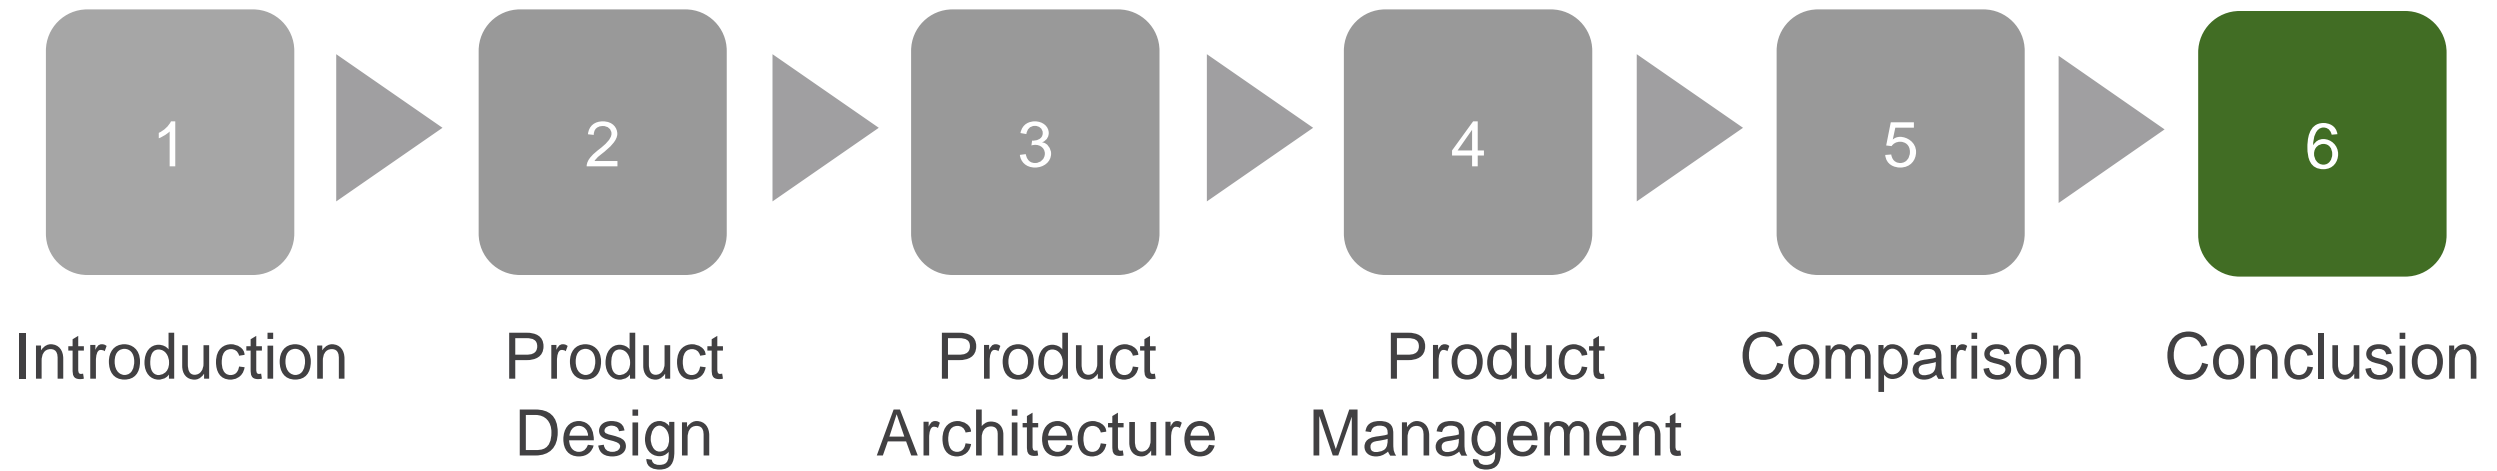 1
2
3
4
5
6
Introduction
Product
Design
Product
Architecture
Product
Management
Comparison
Conclusion